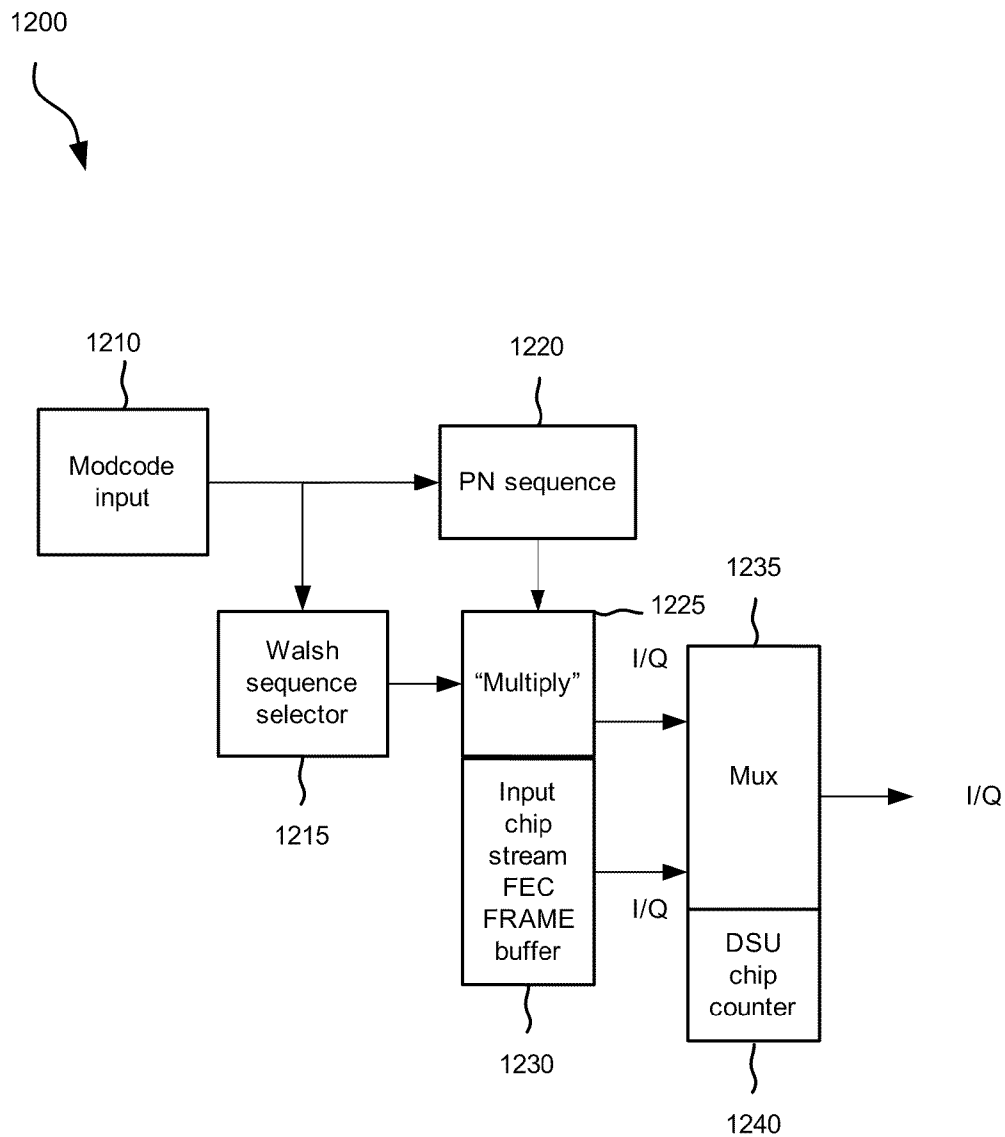 1200
1210
1220
Modcode
input
PN sequence
1235
1225
Walsh
sequence
selector
“Multiply”
I/Q
Mux
I/Q
1215
Input
chip
stream
FEC
FRAME
buffer
I/Q
DSU
chip
counter
1230
1240